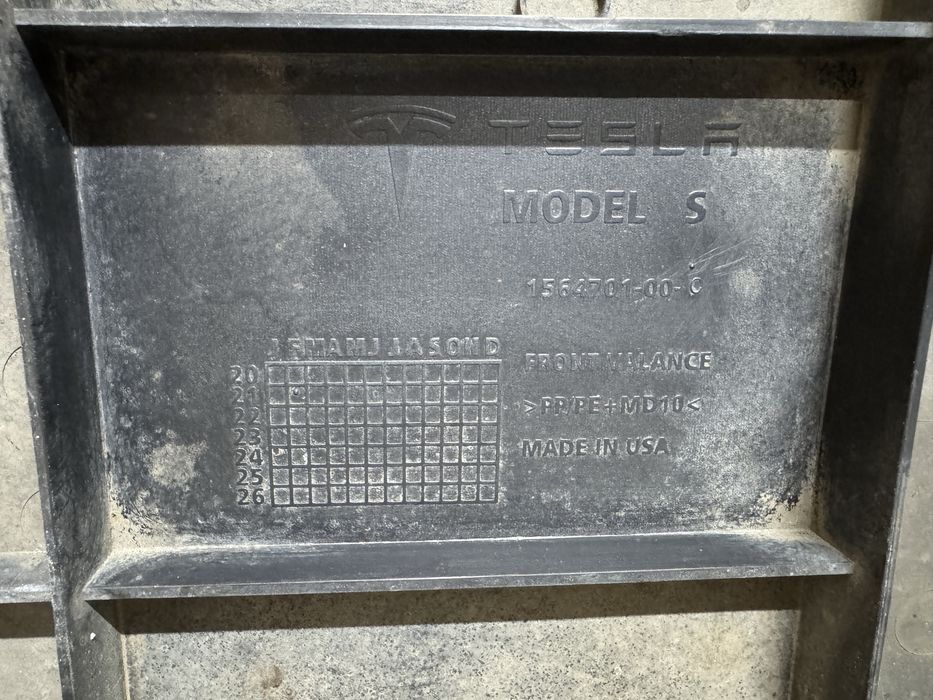 TESLA
MODEL S
1564701-00-C
FRONT VALANCE
>PP/PE+MD10<
MADE IN USA
J F M A M J J A S O N D
20
21
22
23
24
25
26